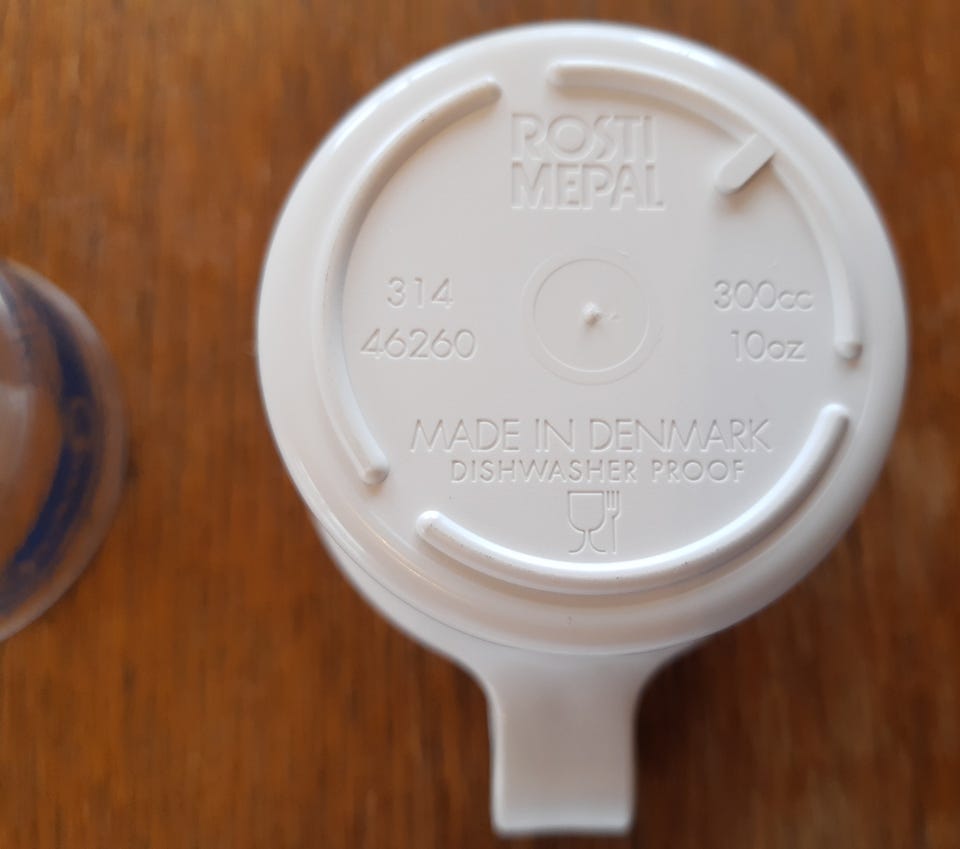 ROSTI
MEPAL
314
46260
300cc
10oz
MADE IN DENMARK
DISHWASHER PROOF